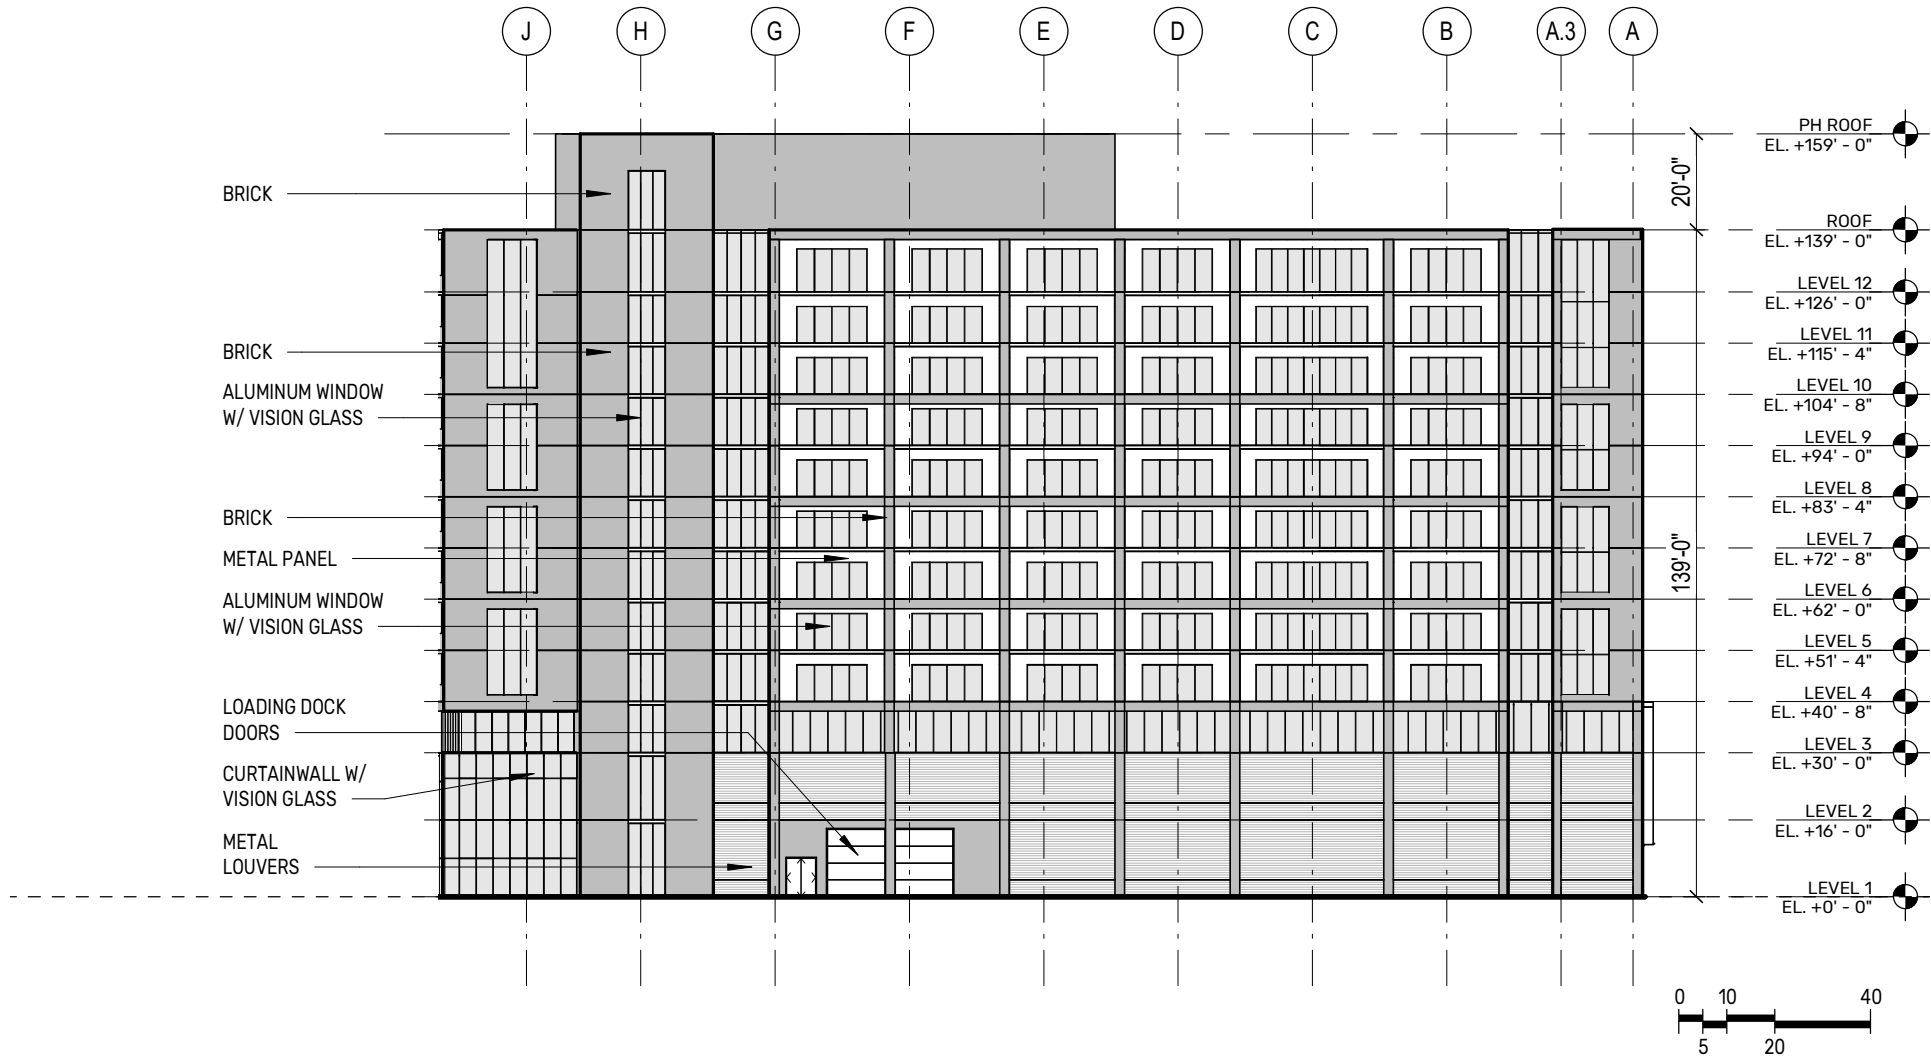 J H G F E D C B A.3 A
PH ROOF
EL. +159' - 0"
20'-0"
BRICK
ROOF
EL. +139' - 0"
LEVEL 12
EL. +126' - 0"
BRICK
LEVEL 11
EL. +115' - 4"
ALUMINUM WINDOW
W/ VISION GLASS
LEVEL 10
EL. +104' - 8"
LEVEL 9
EL. +94' - 0"
BRICK
LEVEL 8
EL. +83' - 4"
METAL PANEL
LEVEL 7
EL. +72' - 8"
139'-0"
ALUMINUM WINDOW
W/ VISION GLASS
LEVEL 6
EL. +62' - 0"
LEVEL 5
EL. +51' - 4"
LOADING DOCK
DOORS
LEVEL 4
EL. +40' - 8"
CURTAINWALL W/
VISION GLASS
LEVEL 3
EL. +30' - 0"
METAL
LOUVERS
LEVEL 2
EL. +16' - 0"
LEVEL 1
EL. +0' - 0"
0 10 40
5 20